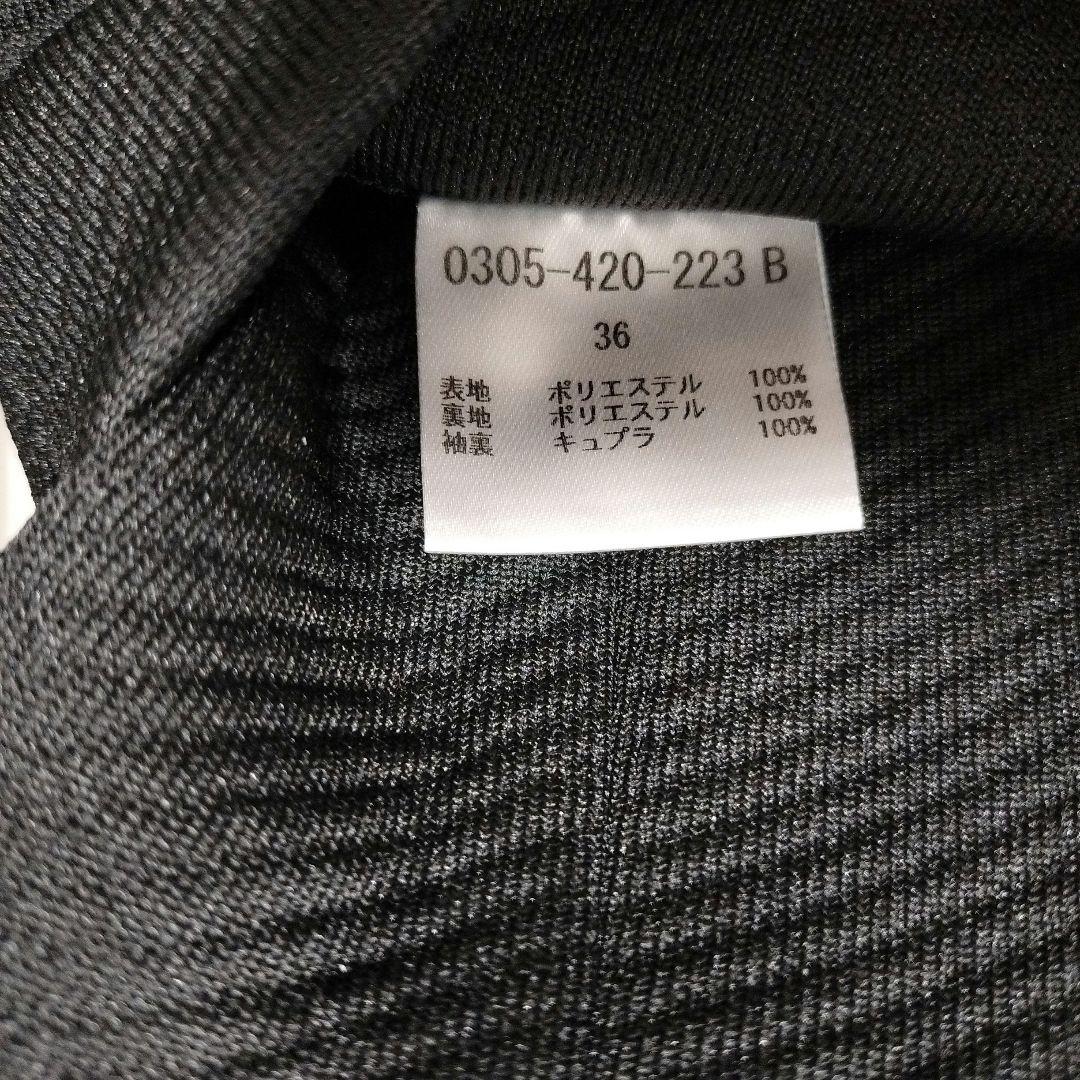 0305-420-223 B
36
表地 ポリエステル 100%
裏地 ポリエステル 100%
袖裏 キュプラ 100%